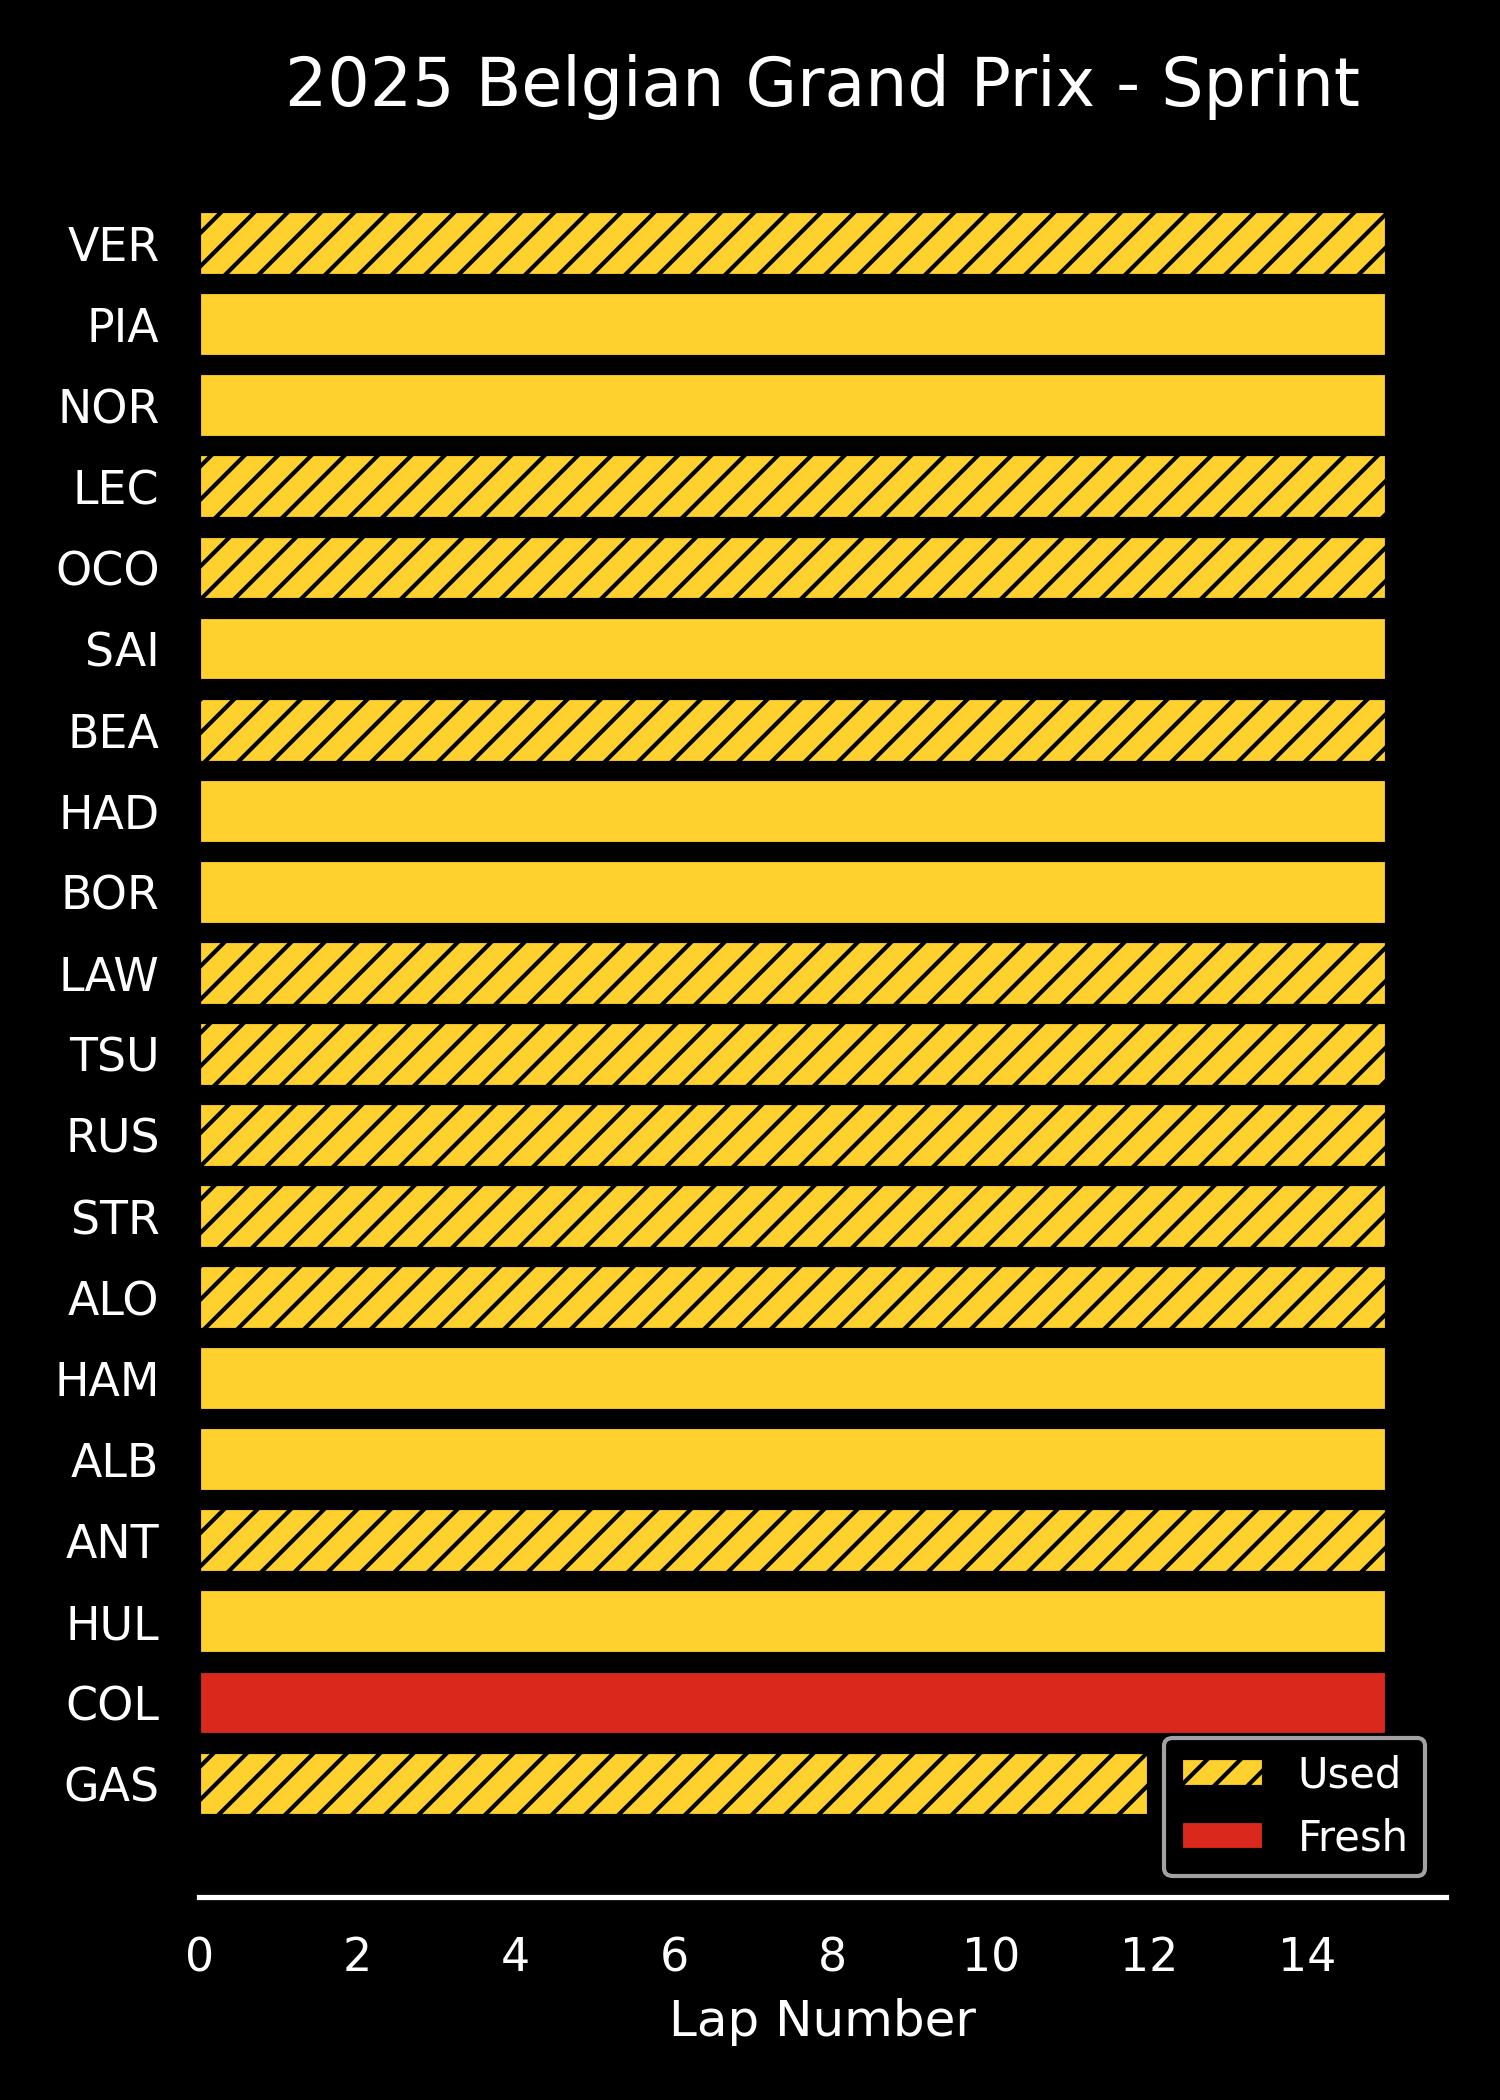 2025 Belgian Grand Prix - Sprint
VER
PIA
NOR
LEC
OCO
SAI
BEA
HAD
BOR
LAW
TSU
RUS
STR
ALO
HAM
ALB
ANT
HUL
COL
GAS
Used
Fresh
0 2 4 6 8 10 12 14
Lap Number